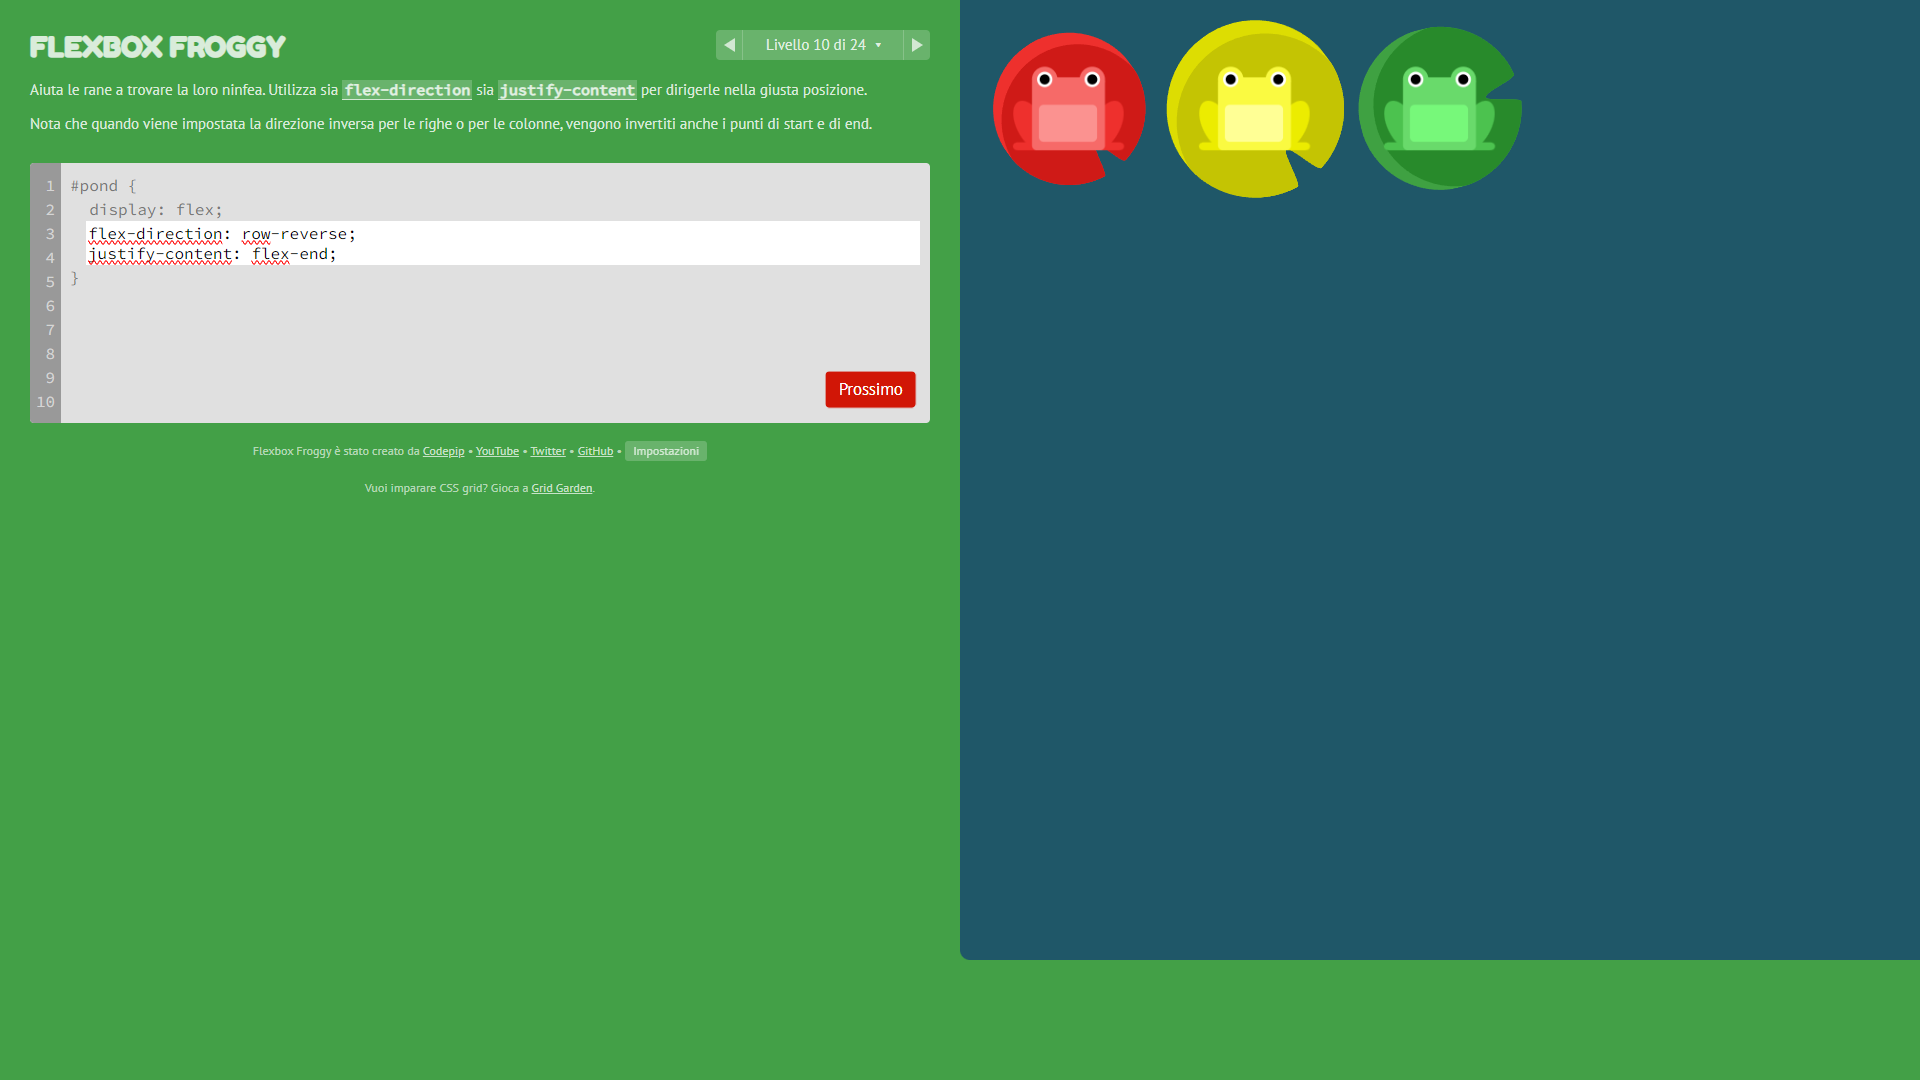 FLEXBOX FROGGY
Livello 10 di 24
Aiuta le rane a trovare la loro ninfea. Utilizza sia flex-direction sia justify-content per dirigerle nella giusta posizione.
Nota che quando viene impostata la direzione inversa per le righe o per le colonne, vengono invertiti anche i punti di start e di end.
1 #pond {
2 display: flex;
3 flex-direction: row-reverse;
4 justify-content: flex-end;
5 }
6
7
8
9
10
Prossimo
Flexbox Froggy è stato creato da Codepip • YouTube • Twitter • GitHub • Impostazioni
Vuoi imparare CSS grid? Gioca a Grid Garden.